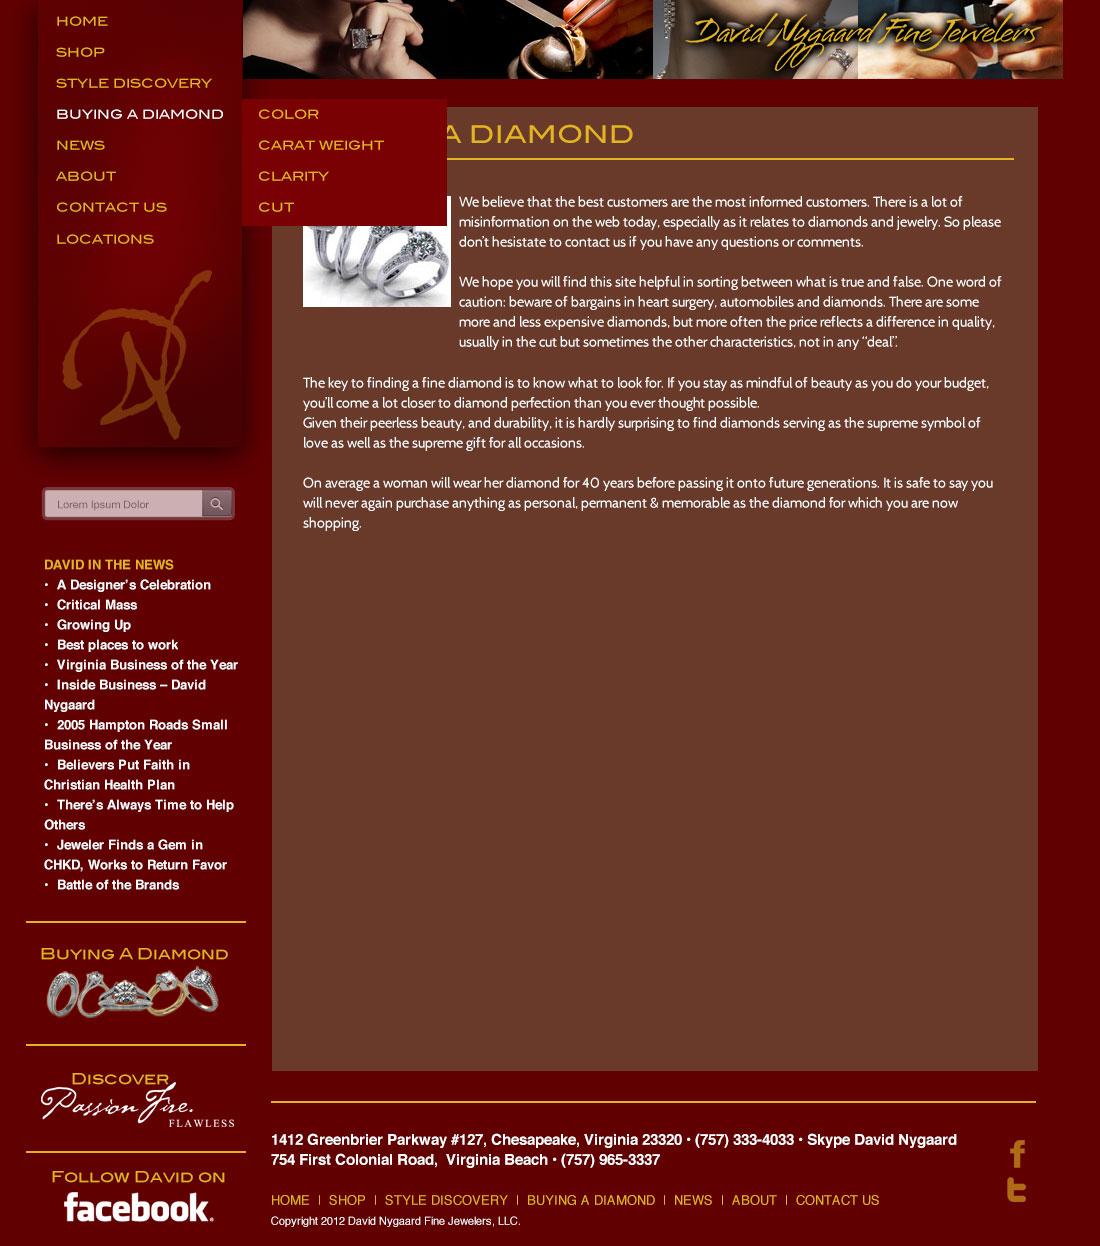 HOME
SHOP
STYLE DISCOVERY
BUYING A DIAMOND
NEWS
ABOUT
CONTACT US
LOCATIONS
COLOR
CARAT WEIGHT
CLARITY
CUT
David Nygaard Fine Jewelers
A DIAMOND
We believe that the best customers are the most informed customers. There is a lot of
misinformation on the web today, especially as it relates to diamonds and jewelry. So please
don't hesistate to contact us if you have any questions or comments.
We hope you will find this site helpful in sorting between what is true and false. One word of
caution: beware of bargains in heart surgery, automobiles and diamonds. There are some
more and less expensive diamonds, but more often the price reflects a difference in quality,
usually in the cut but sometimes the other characteristics, not in any “deal”.
The key to finding a fine diamond is to know what to look for. If you stay as mindful of beauty as you do your budget,
you'll come a lot closer to diamond perfection than you ever thought possible.
Given their peerless beauty, and durability, it is hardly surprising to find diamonds serving as the supreme symbol of
love as well as the supreme gift for all occasions.
On average a woman will wear her diamond for 40 years before passing it onto future generations. It is safe to say you
will never again purchase anything as personal, permanent & memorable as the diamond for which you are now
shopping.
Lorem Ipsum Dolor
DAVID IN THE NEWS
• A Designer's Celebration
• Critical Mass
• Growing Up
• Best places to work
• Virginia Business of the Year
• Inside Business – David
Nygaard
• 2005 Hampton Roads Small
Business of the Year
• Believers Put Faith in
Christian Health Plan
• There's Always Time to Help
Others
• Jeweler Finds a Gem in
CHKD, Works to Return Favor
• Battle of the Brands
BUYING A DIAMOND
DISCOVER
Passion Fire.
FLAWLESS
FOLLOW DAVID ON
facebook.
1412 Greenbrier Parkway #127, Chesapeake, Virginia 23320 • (757) 333-4033 • Skype David Nygaard
754 First Colonial Road, Virginia Beach • (757) 965-3337
HOME | SHOP | STYLE DISCOVERY | BUYING A DIAMOND | NEWS | ABOUT | CONTACT US
Copyright 2012 David Nygaard Fine Jewelers, LLC.